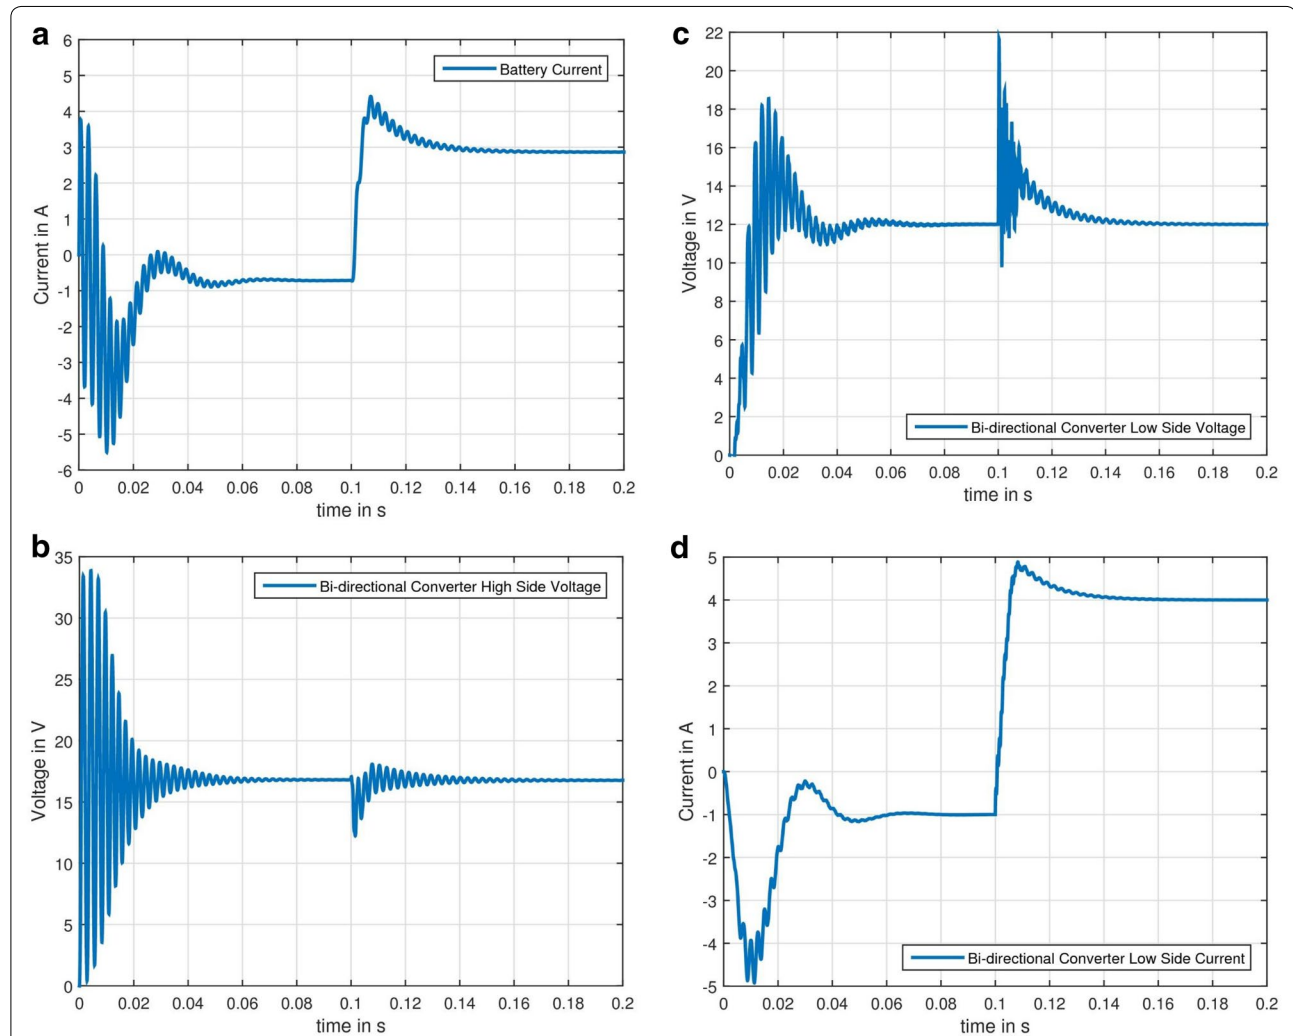 a
6
5
4
3
2
1
0
-1
-2
-3
-4
-5
-6
Current in A
Battery Current
0 0.02 0.04 0.06 0.08 0.1 0.12 0.14 0.16 0.18 0.2
time in s
c
22
20
18
16
14
12
10
8
6
4
2
0
Voltage in V
Bi-directional Converter Low Side Voltage
0 0.02 0.04 0.06 0.08 0.1 0.12 0.14 0.16 0.18 0.2
time in s
b
35
30
25
20
15
10
5
0
Voltage in V
Bi-directional Converter High Side Voltage
0 0.02 0.04 0.06 0.08 0.1 0.12 0.14 0.16 0.18 0.2
time in s
d
5
4
3
2
1
0
-1
-2
-3
-4
-5
Current in A
Bi-directional Converter Low Side Current
0 0.02 0.04 0.06 0.08 0.1 0.12 0.14 0.16 0.18 0.2
time in s